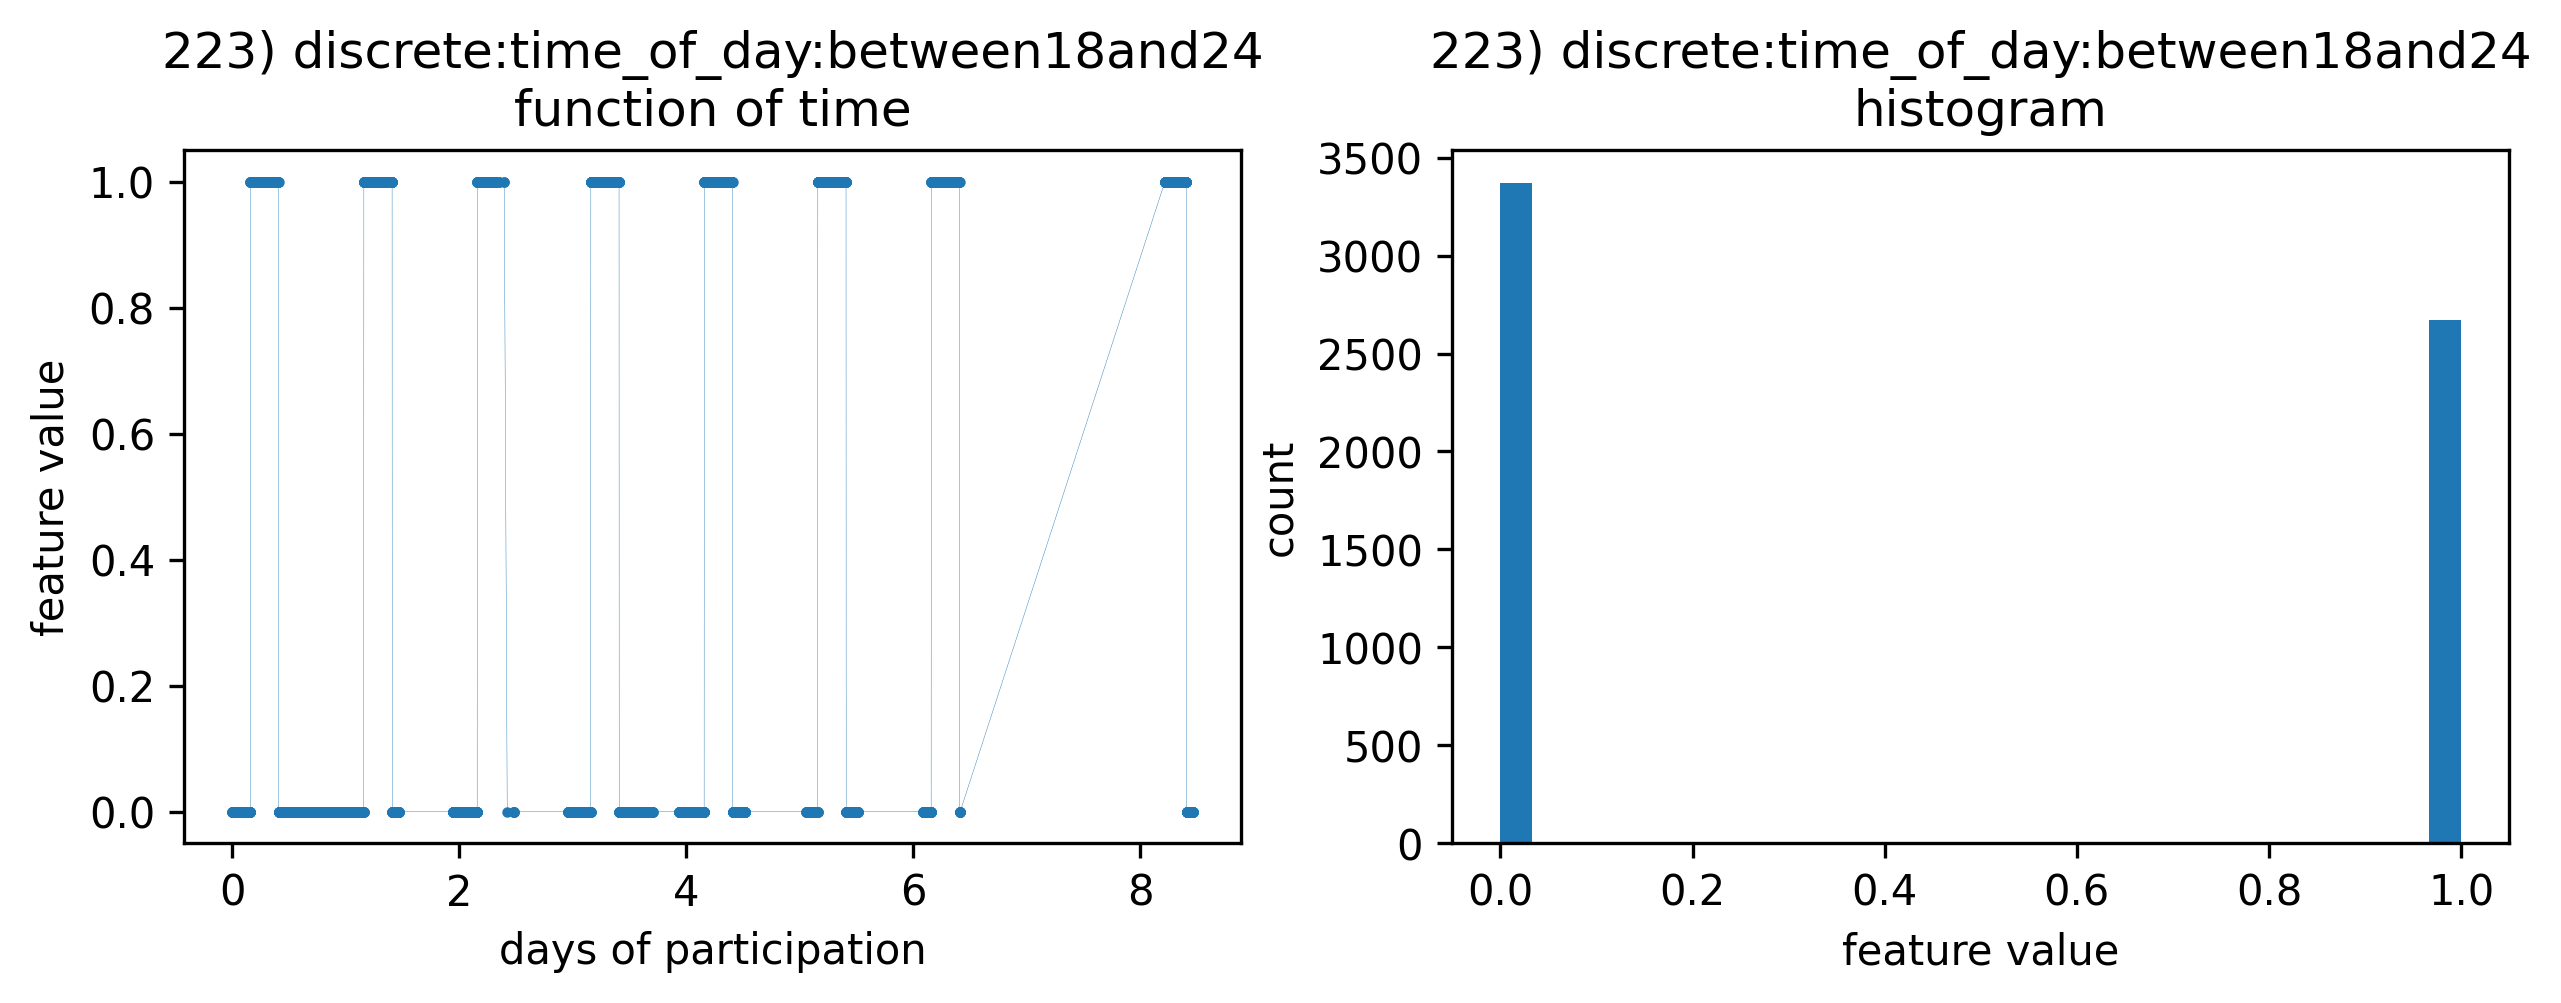 223) discrete:time_of_day:between18and24
function of time
1.0
0.8
0.6
0.4
0.2
0.0
feature value
0 2 4 6 8
days of participation
223) discrete:time_of_day:between18and24
histogram
3500
3000
2500
2000
1500
1000
500
0
count
0.0 0.2 0.4 0.6 0.8 1.0
feature value